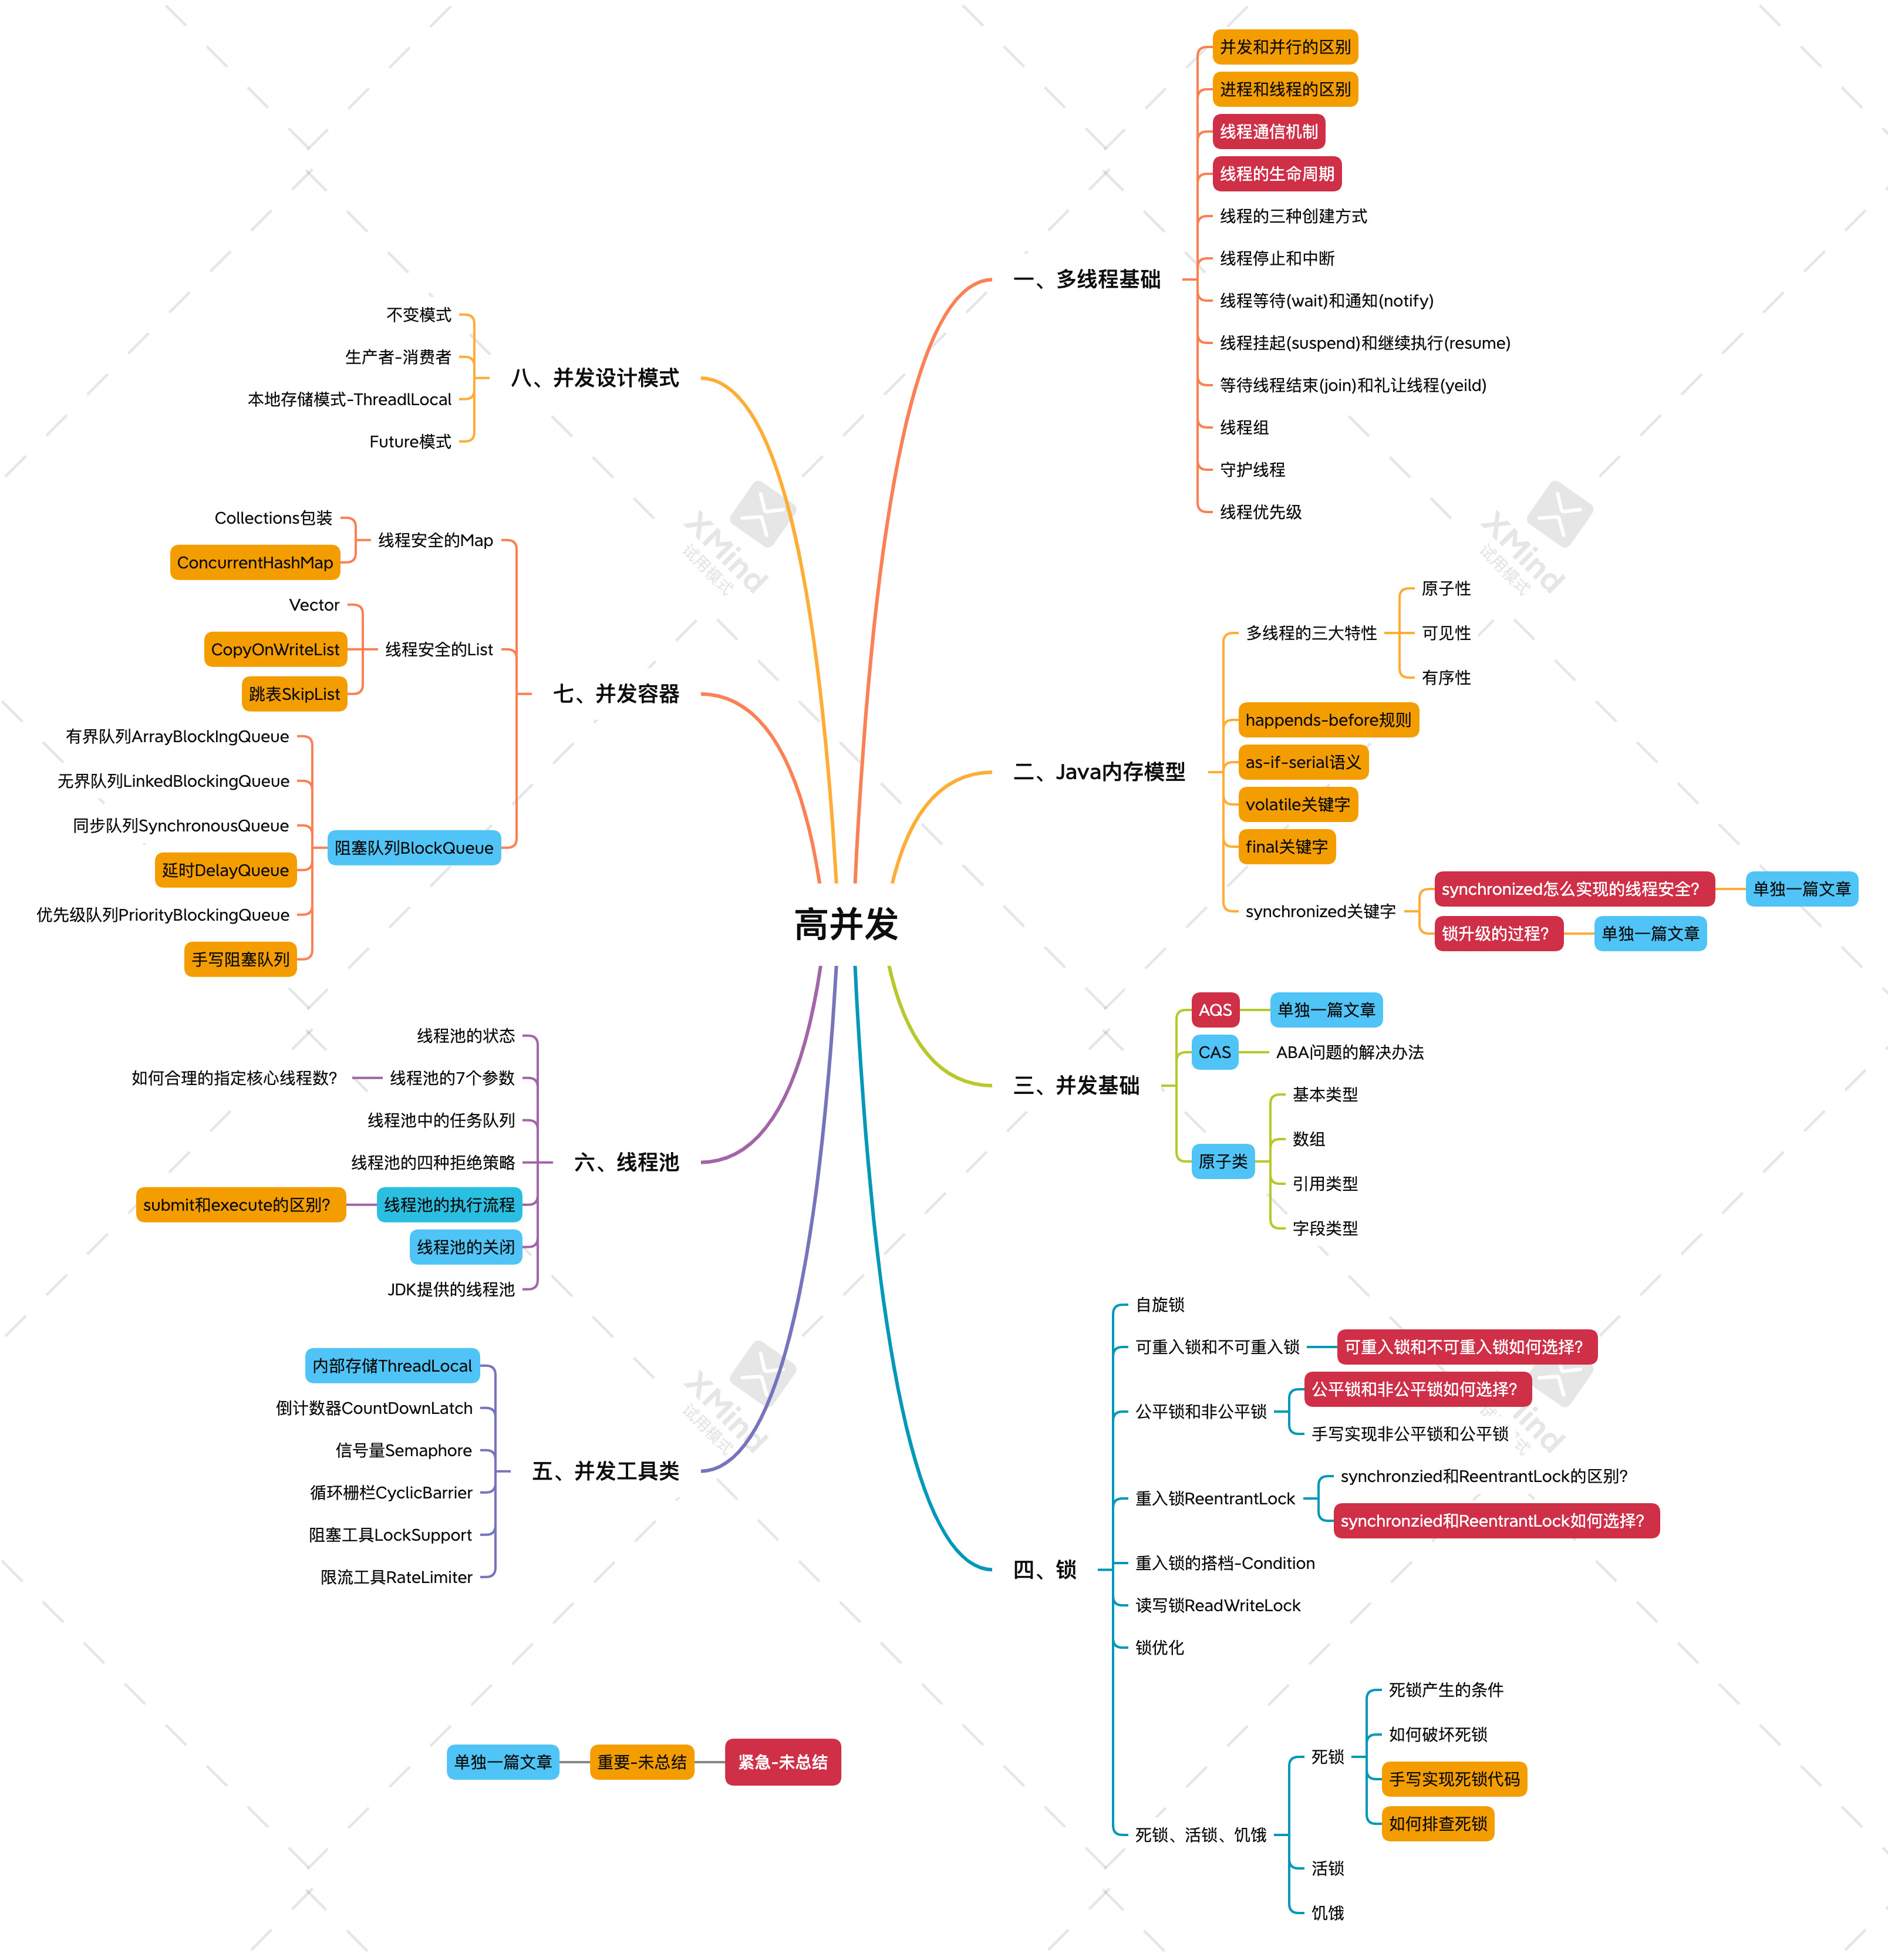 高并发
一、多线程基础
并发和并行的区别
进程和线程的区别
线程通信机制
线程的生命周期
线程的三种创建方式
线程停止和中断
线程等待(wait)和通知(notify)
线程挂起(suspend)和继续执行(resume)
等待线程结束(join)和礼让线程(yeild)
线程组
守护线程
线程优先级
二、Java内存模型
多线程的三大特性
原子性
可见性
有序性
happends-before规则
as-if-serial语义
volatile关键字
final关键字
synchronized关键字
synchronized怎么实现的线程安全？
单独一篇文章
锁升级的过程？
单独一篇文章
三、并发基础
AQS
单独一篇文章
CAS
ABA问题的解决办法
原子类
基本类型
数组
引用类型
字段类型
四、锁
自旋锁
可重入锁和不可重入锁
可重入锁和不可重入锁如何选择？
公平锁和非公平锁
公平锁和非公平锁如何选择？
手写实现非公平锁和公平锁
重入锁ReentrantLock
synchronzied和ReentrantLock的区别？
synchronzied和ReentrantLock如何选择？
重入锁的搭档-Condition
读写锁ReadWriteLock
锁优化
死锁、活锁、饥饿
死锁
死锁产生的条件
如何破坏死锁
手写实现死锁代码
如何排查死锁
活锁
饥饿
五、并发工具类
内部存储ThreadLocal
倒计数器CountDownLatch
信号量Semaphore
循环栅栏CyclicBarrier
阻塞工具LockSupport
限流工具RateLimiter
六、线程池
线程池的状态
线程池的7个参数
如何合理的指定核心线程数？
线程池中的任务队列
线程池的四种拒绝策略
线程池的执行流程
submit和execute的区别？
线程池的关闭
JDK提供的线程池
七、并发容器
线程安全的Map
Collections包装
ConcurrentHashMap
线程安全的List
Vector
CopyOnWriteList
跳表SkipList
阻塞队列BlockQueue
有界队列ArrayBlockIngQueue
无界队列LinkedBlockingQueue
同步队列SynchronousQueue
延时DelayQueue
优先级队列PriorityBlockingQueue
手写阻塞队列
八、并发设计模式
不变模式
生产者-消费者
本地存储模式-ThreadlLocal
Future模式
单独一篇文章
重要-未总结
紧急-未总结
XMind
试用模式
XMind
试用模式
XMind
试用模式